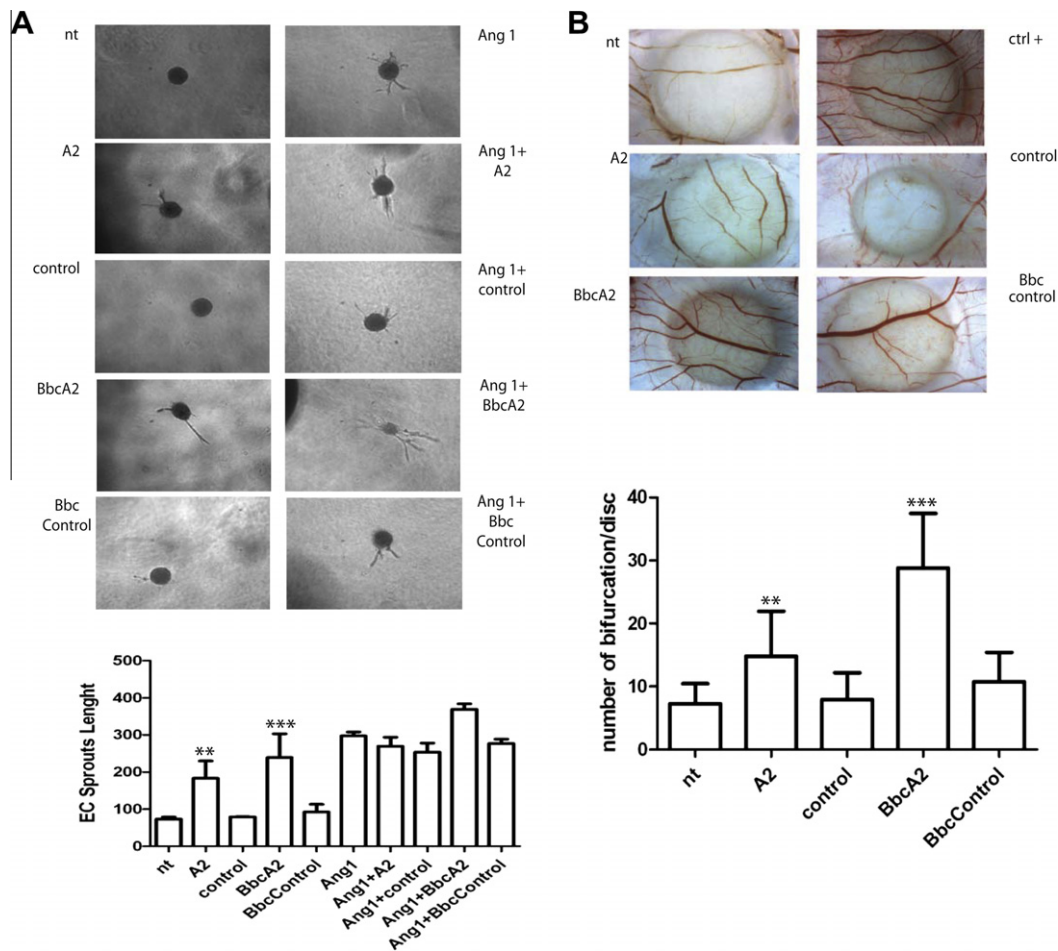 A
nt
Ang 1
A2
Ang 1+
A2
control
Ang 1+
control
BbcA2
Ang 1+
BbcA2
Bbc
Control
Ang 1+
Bbc
Control
EC Sprouts Lenght
500
400
300
200
100
0
**
***
nt
A2
control
BbcA2
BbcControl
Ang1
Ang1+A2
Ang1+control
Ang1+BbcA2
Ang1+BbcControl
B
nt
ctrl +
A2
control
BbcA2
Bbc
control
number of bifurcation/disc
40
30
20
10
0
**
***
nt
A2
control
BbcA2
BbcControl